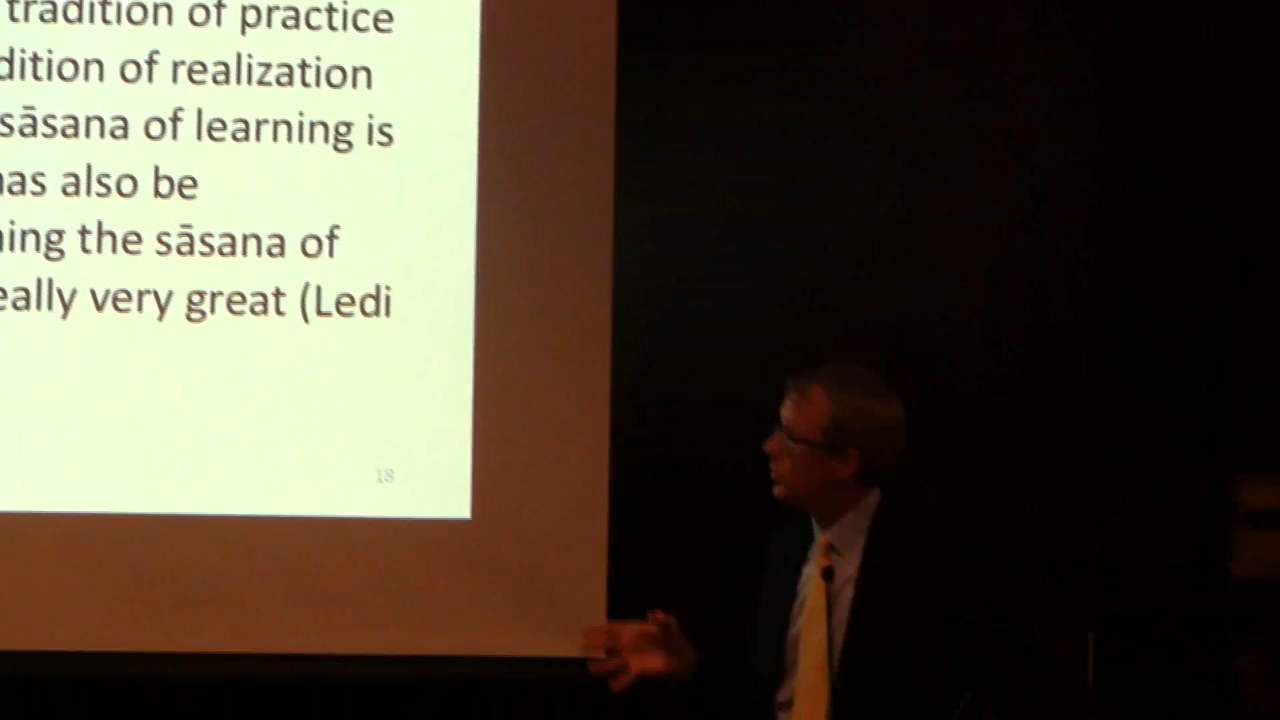 tradition of practice
dition of realization
sāsana of learning is
has also be
ning the sāsana of
eally very great (Ledi
18